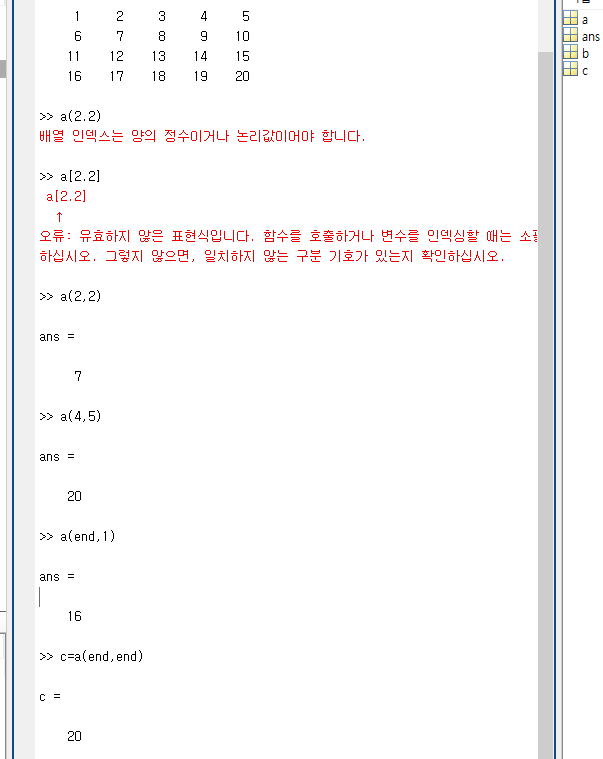 1 2 3 4 5
6 7 8 9 10
11 12 13 14 15
16 17 18 19 20
>> a(2.2)
배열 인덱스는 양의 정수이거나 논리값이어야 합니다.
>> a[2.2]
a[2.2]
↑
오류: 유효하지 않은 표현식입니다. 함수를 호출하거나 변수를 인덱싱할 때는
하십시오. 그렇지 않으면, 일치하지 않는 구분 기호가 있는지 확인하십시오.
>> a(2,2)
ans =
7
>> a(4,5)
ans =
20
>> a(end,1)
ans =
16
>> c=a(end,end)
c =
20
a
ans
b
c